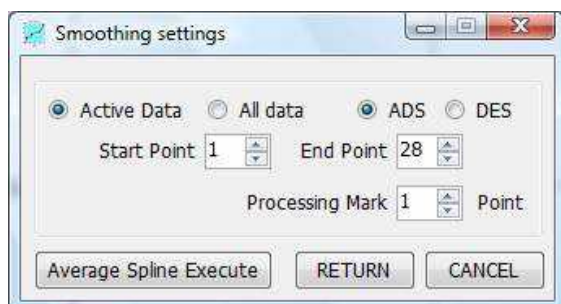 Smoothing settings
Active Data All data ADS DES
Start Point 1 End Point 28
Processing Mark 1 Point
Average Spline Execute RETURN CANCEL